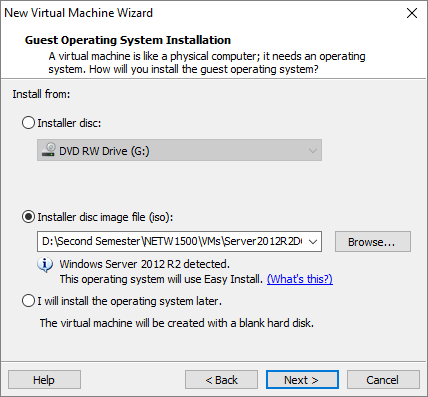 New Virtual Machine Wizard
Guest Operating System Installation
A virtual machine is like a physical computer; it needs an operating
system. How will you install the guest operating system?
Install from:
Installer disc:
DVD RW Drive (G:)
Installer disc image file (iso):
D:\Second Semester\NETW1500\VMs\Server2012R2D
Browse...
Windows Server 2012 R2 detected.
This operating system will use Easy Install. (What's this?)
I will install the operating system later.
The virtual machine will be created with a blank hard disk.
Help
< Back
Next >
Cancel